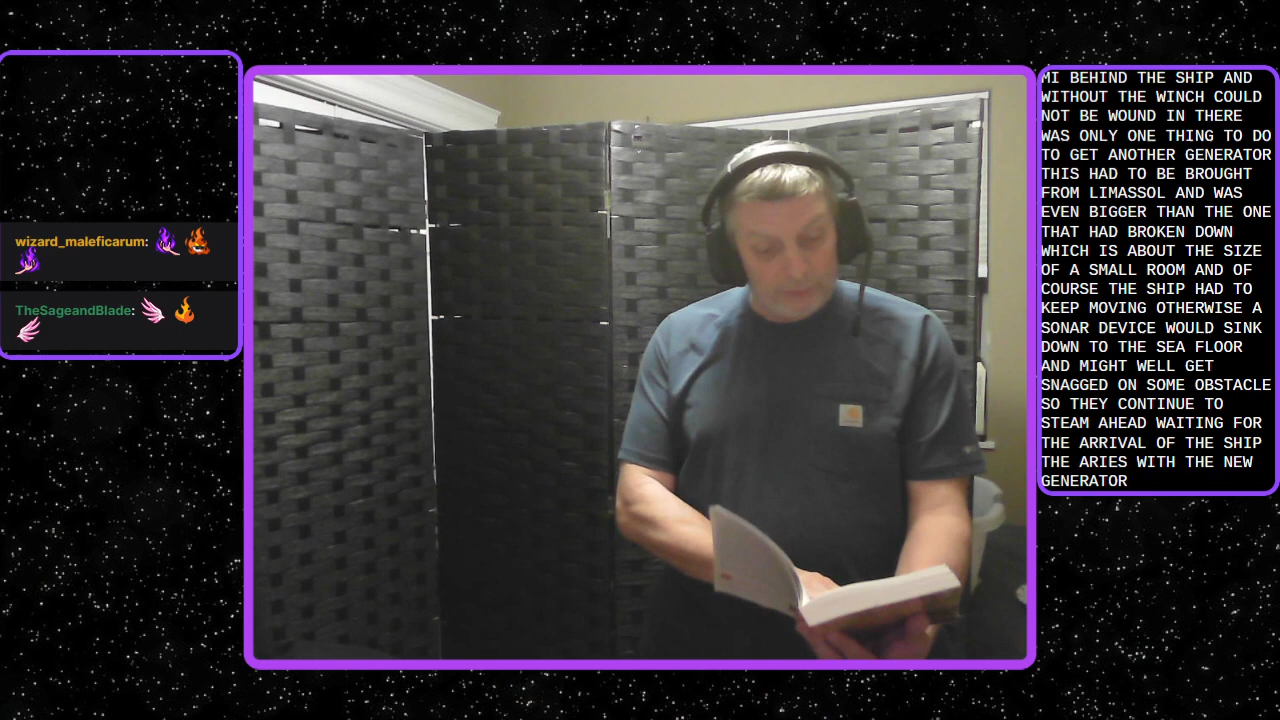 wizard_maleficarum:
TheSageandBlade:
MI BEHIND THE SHIP AND
WITHOUT THE WINCH COULD
NOT BE WOUND IN THERE
WAS ONLY ONE THING TO DO
TO GET ANOTHER GENERATOR
THIS HAD TO BE BROUGHT
FROM LIMASSOL AND WAS
EVEN BIGGER THAN THE ONE
THAT HAD BROKEN DOWN
WHICH IS ABOUT THE SIZE
OF A SMALL ROOM AND OF
COURSE THE SHIP HAD TO
KEEP MOVING OTHERWISE A
SONAR DEVICE WOULD SINK
DOWN TO THE SEA FLOOR
AND MIGHT WELL GET
SNAGGED ON SOME OBSTACLE
SO THEY CONTINUE TO
STEAM AHEAD WAITING FOR
THE ARRIVAL OF THE SHIP
THE ARIES WITH THE NEW
GENERATOR